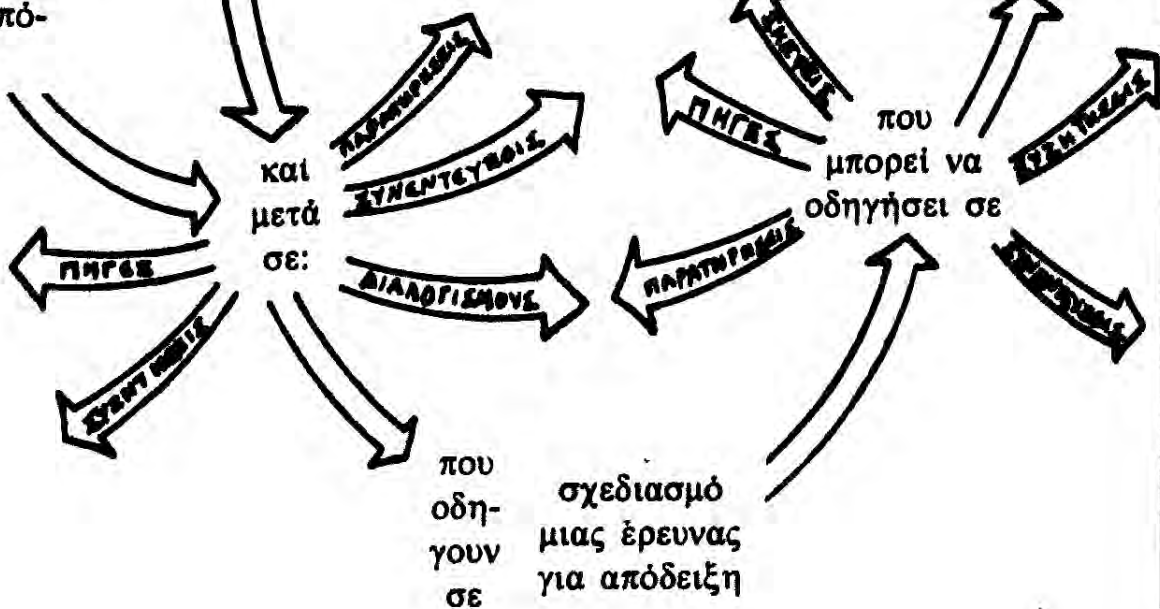 πό-
ΠΑΡΑΤΗΡΗΣΕΙΣ
ΣΥΝΕΝΤΕΥΞΕΙΣ
καί
μετά
σε:
ΠΗΓΕΣ
ΔΙΑΛΟΓΙΣΜΟΥΣ
ΣΥΖΗΤΗΣΕΙΣ
που
οδη-
γουν
σε
σχεδιασμό
μιας έρευνας
για απόδειξη
ΣΚΕΨΕΙΣ
ΠΗΓΕΣ
που
μπορεί να
οδηγήσει σε
ΣΥΖΗΤΗΣΕΙΣ
ΠΑΡΑΤΗΡΗΣΕΙΣ